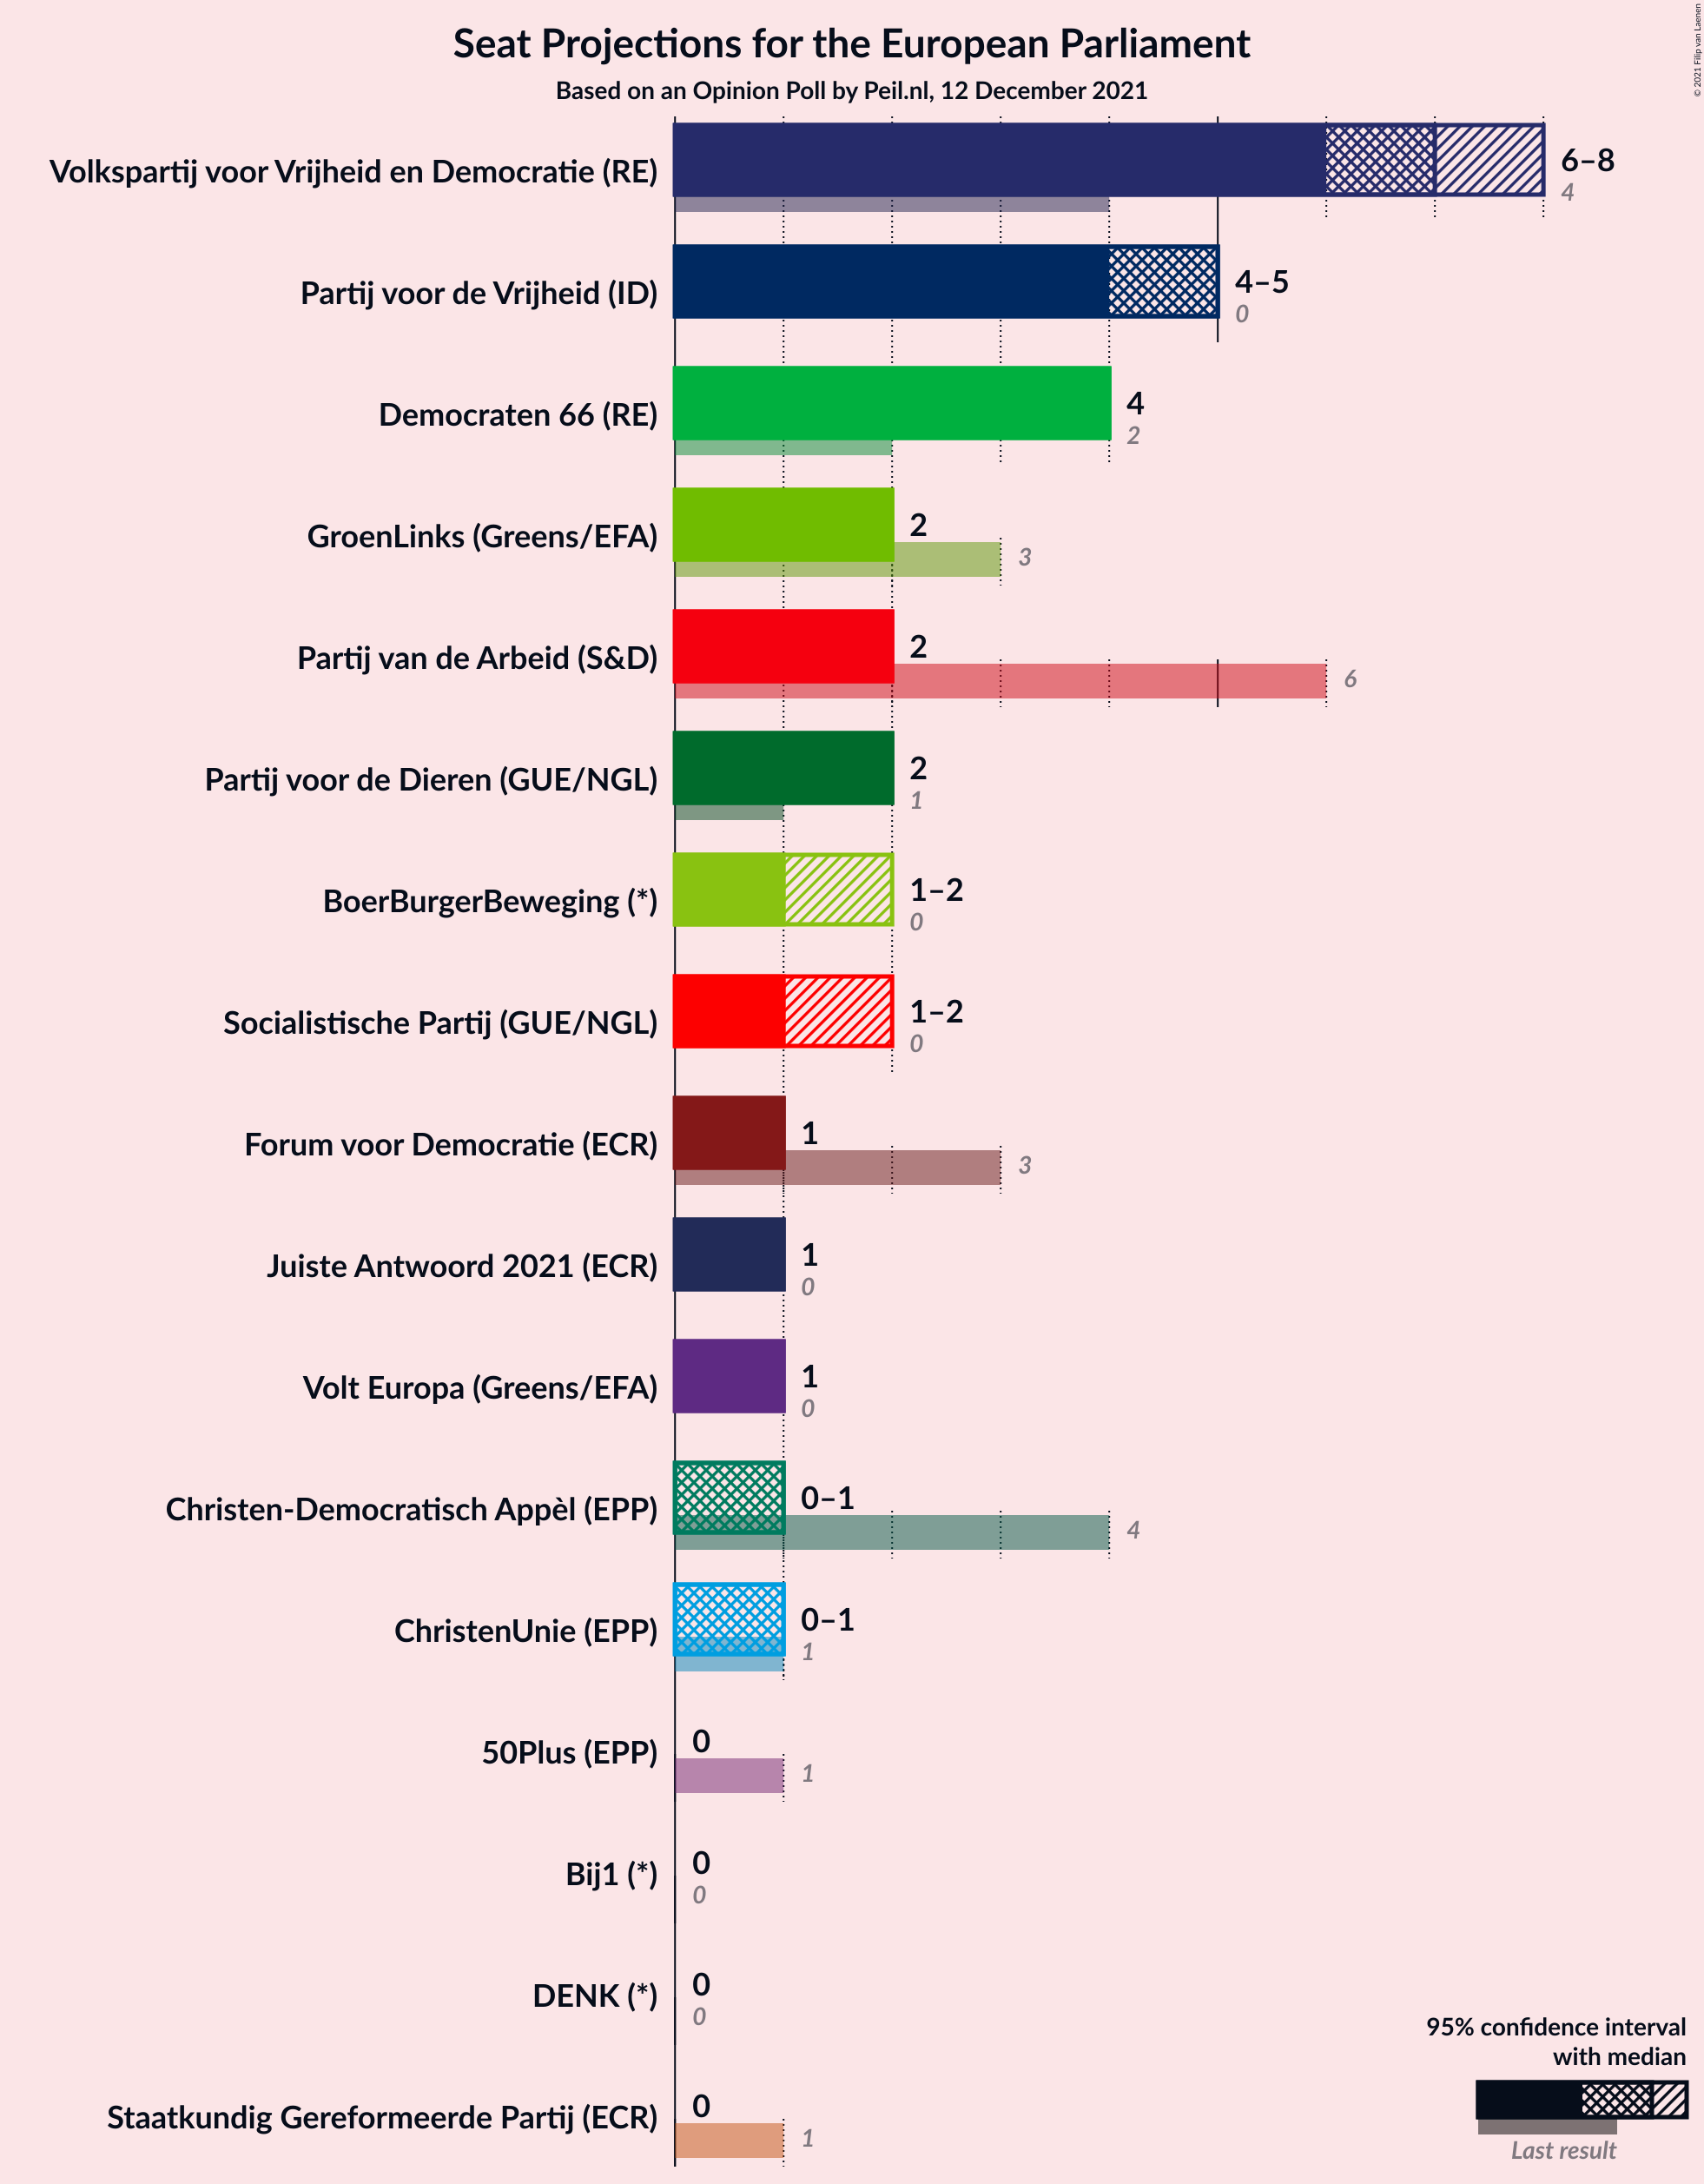 Seat Projections for the European Parliament
Based on an Opinion Poll by Peil.nl, 12 December 2021
© 2021 Filip van Laenen
Volkspartij voor Vrijheid en Democratie (RE)
6–8
4
Partij voor de Vrijheid (ID)
4–5
0
Democraten 66 (RE)
4
2
GroenLinks (Greens/EFA)
2
3
Partij van de Arbeid (S&D)
2
6
Partij voor de Dieren (GUE/NGL)
2
1
BoerBurgerBeweging (*)
1–2
0
Socialistische Partij (GUE/NGL)
1–2
0
Forum voor Democratie (ECR)
1
3
Juiste Antwoord 2021 (ECR)
1
0
Volt Europa (Greens/EFA)
1
0
Christen-Democratisch Appèl (EPP)
0–1
4
ChristenUnie (EPP)
0–1
1
50Plus (EPP)
0
1
Bij1 (*)
0
0
DENK (*)
0
0
Staatkundig Gereformeerde Partij (ECR)
0
1
95% confidence interval
with median
Last result